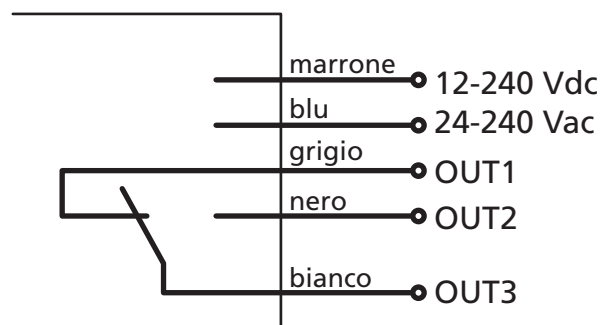 marrone
12-240 Vdc
blu
24-240 Vac
grigio
OUT1
nero
OUT2
bianco
OUT3